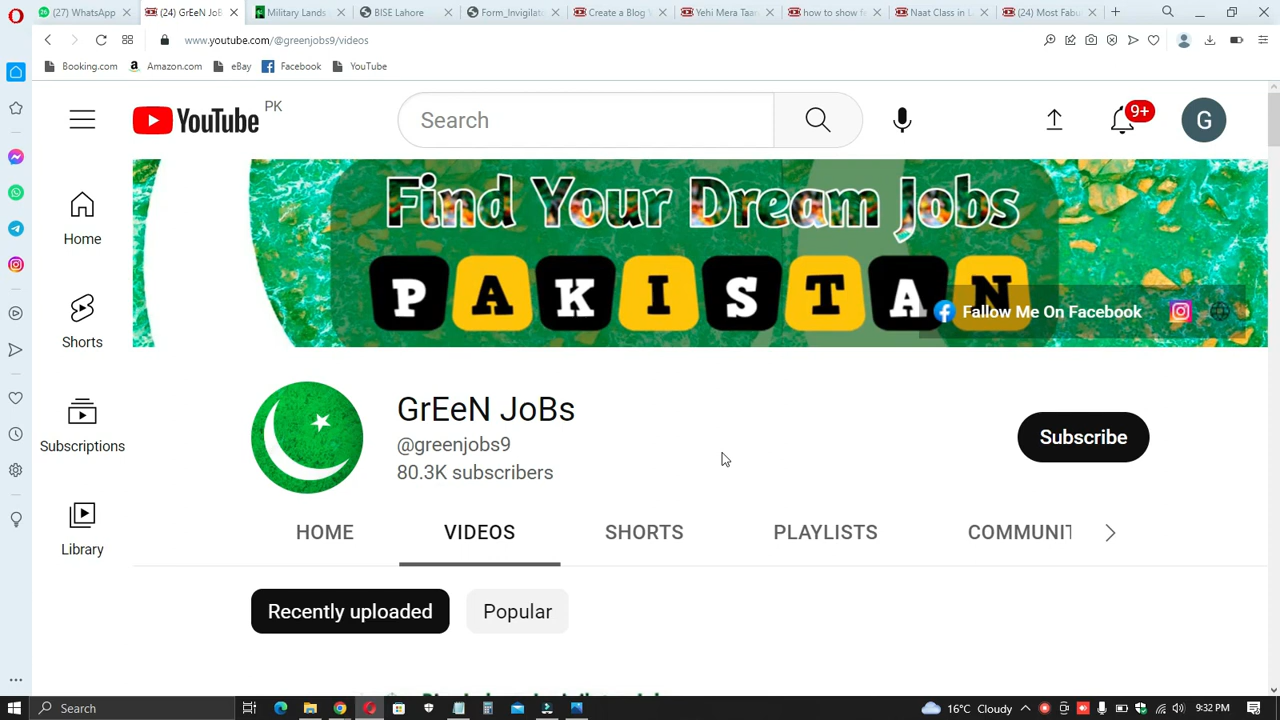 (24) WhatsApp
(24) GrEeN JoB
Military Lands
BISE Lahore
Form_Invigilato
Create a Blog
Yehi Mera Taa
how to show f
Naat Class in L
(24) Most Fabu
www.youtube.com/@greenjobs9/videos
Booking.com
a Amazon.com
eBay
Facebook
YouTube
YouTube PK
Search
9+
G
Find Your Dream Jobs
PAKISTAN
Fallow Me On Facebook
Home
Shorts
Subscriptions
Library
GrEeN JoBs
@greenjobs9
80.3K subscribers
Subscribe
HOME
VIDEOS
SHORTS
PLAYLISTS
COMMUNIT
Recently uploaded
Popular
Search
16°C Cloudy
9:32 PM